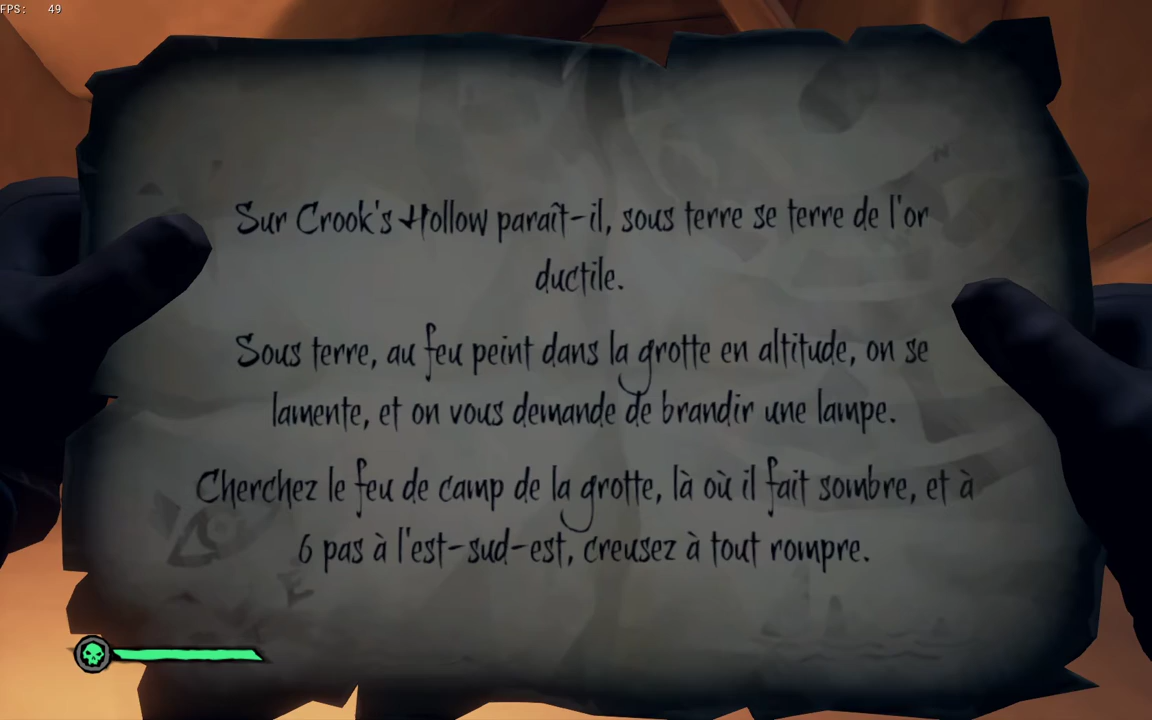 FPS: 49
Sur Crook's Hollow paraît-il, sous terre se terre de l'or
ductile.
Sous terre, au feu peint dans la grotte en altitude, on se
lamente, et on vous demande de brandir une lampe.
Cherchez le feu de camp de la grotte, là où il fait sombre, et à
6 pas à l'est-sud-est, creusez à tout rompre.
N
E